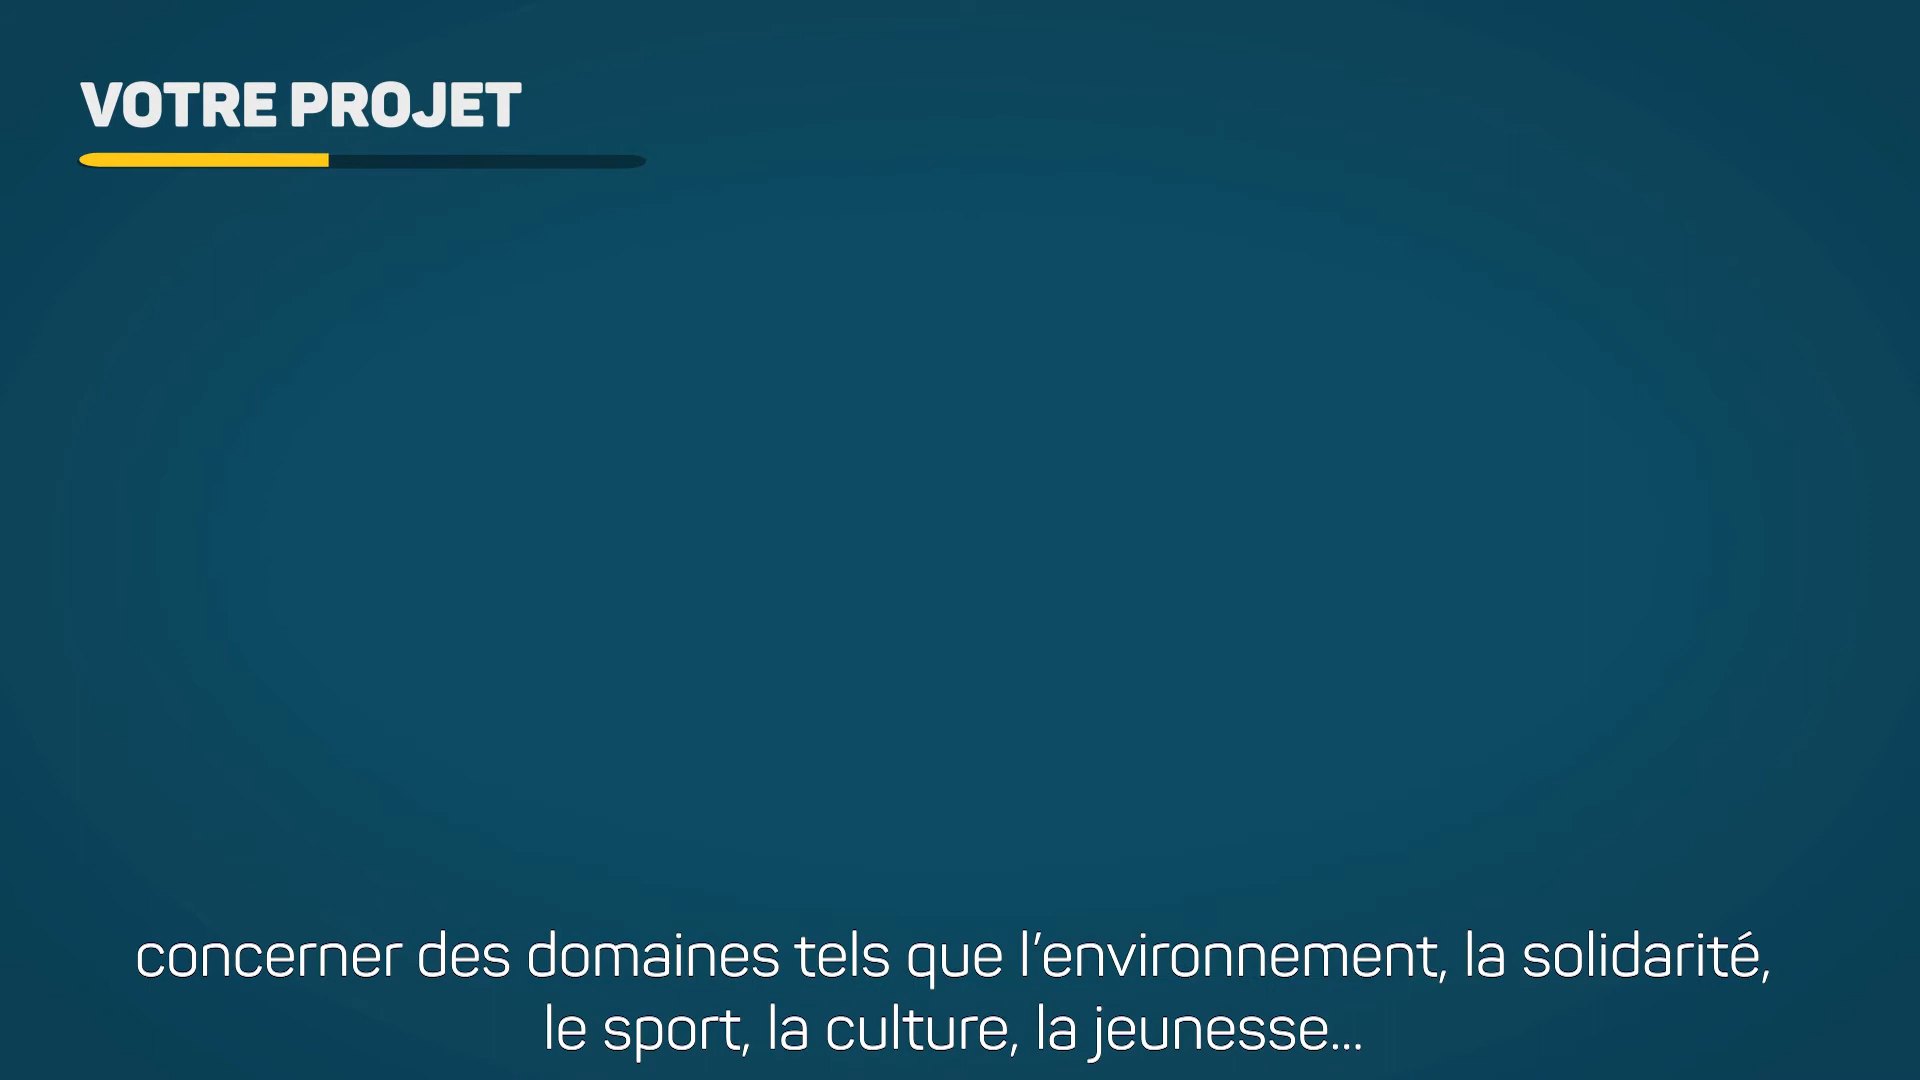 VOTRE PROJET
concerner des domaines tels que l’environnement, la solidarité,
le sport, la culture, la jeunesse...